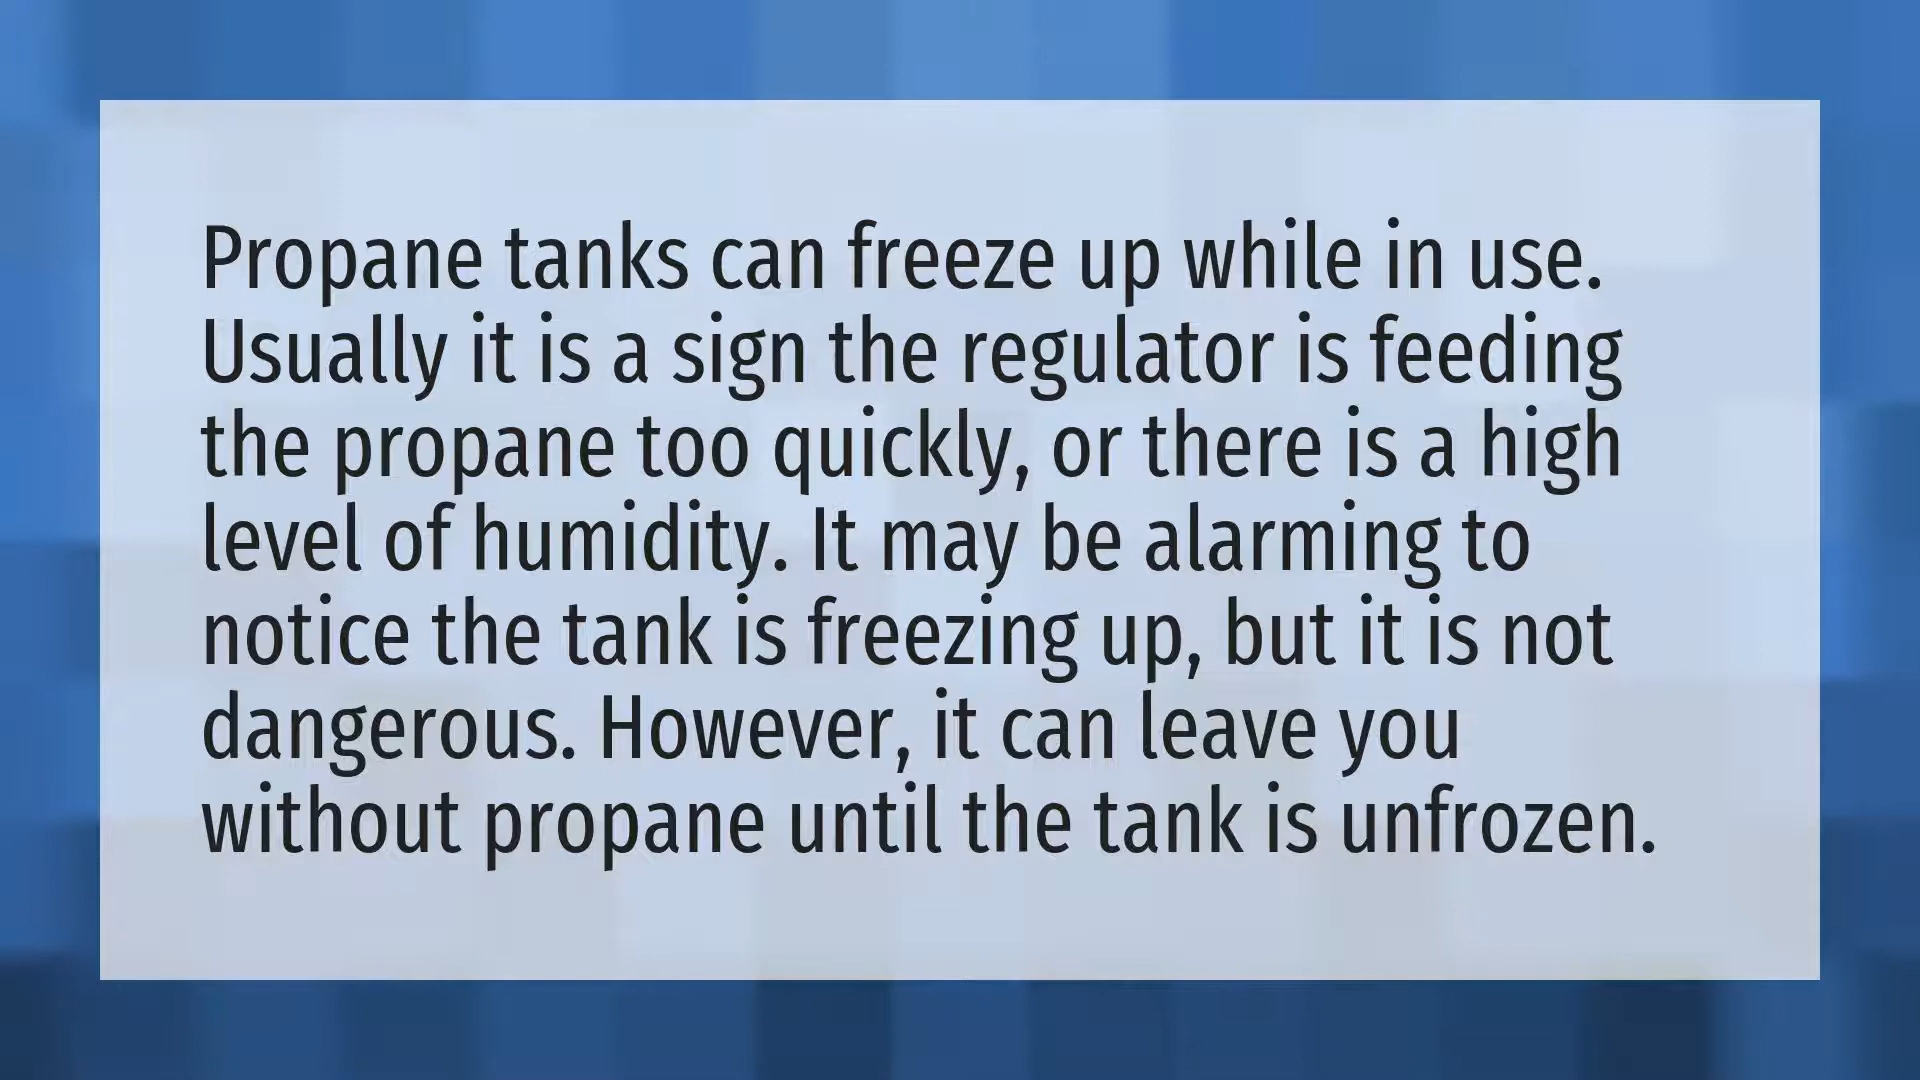 Propane tanks can freeze up while in use.
Usually it is a sign the regulator is feeding
the propane too quickly, or there is a high
level of humidity. It may be alarming to
notice the tank is freezing up, but it is not
dangerous. However, it can leave you
without propane until the tank is unfrozen.